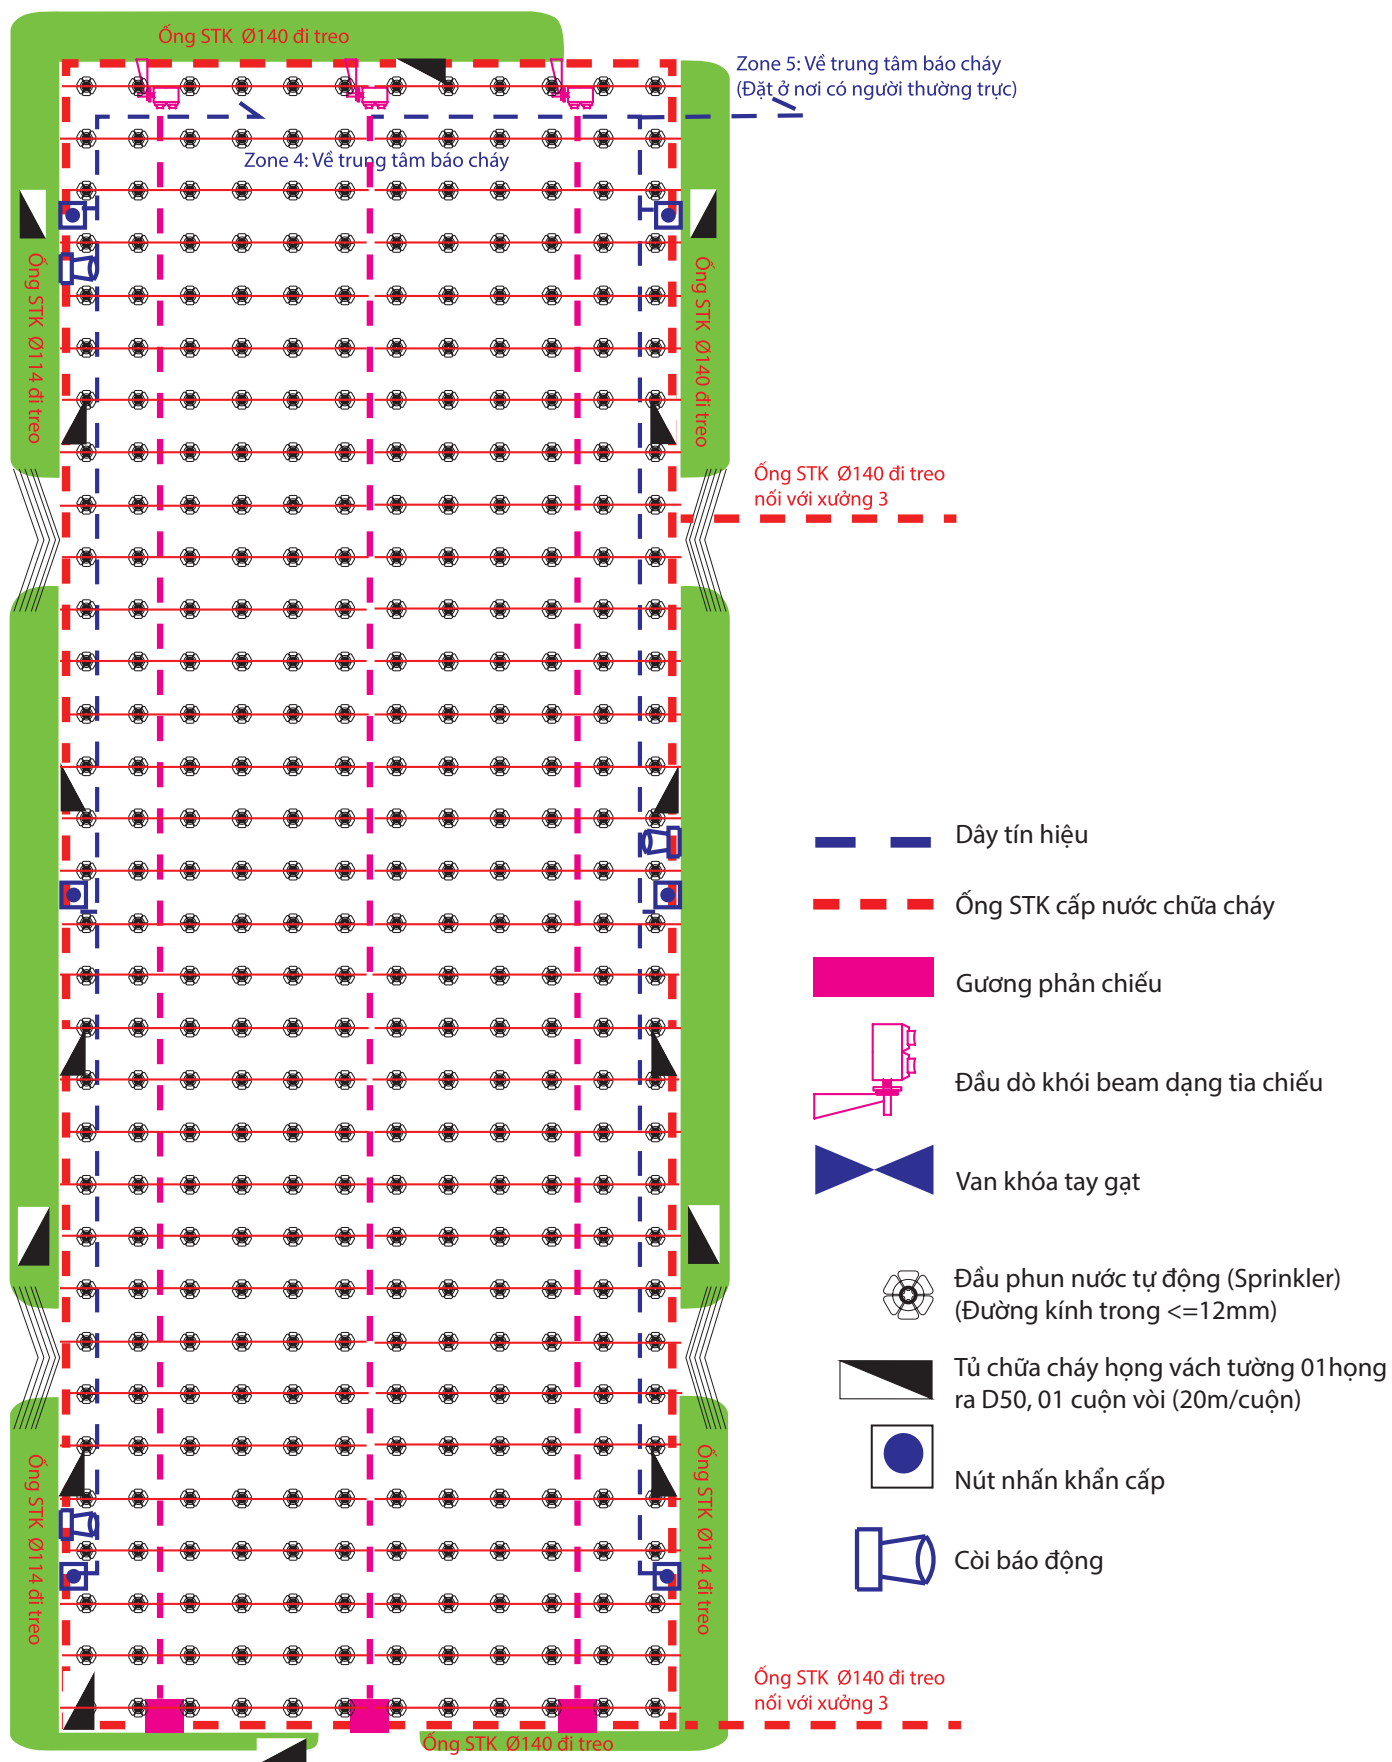 Ống STK Ø140 đi treo
Zone 5: Về trung tâm báo cháy
(Đặt ở nơi có người thường trực)
Zone 4: Về trung tâm báo cháy
Ống STK Ø114 đi treo
Ống STK Ø140 đi treo
Ống STK Ø140 đi treo
nối với xưởng 3
Dây tín hiệu
Ống STK cấp nước chữa cháy
Gương phản chiếu
Đầu dò khói beam dạng tia chiếu
Van khóa tay gạt
Đầu phun nước tự động (Sprinkler)
(Đường kính trong <=12mm)
Tủ chữa cháy họng vách tường 01họng
ra D50, 01 cuộn vòi (20m/cuộn)
Nút nhấn khẩn cấp
Còi báo động
Ống STK Ø114 đi treo
Ống STK Ø114 đi treo
Ống STK Ø140 đi treo
nối với xưởng 3
Ống STK Ø140 đi treo